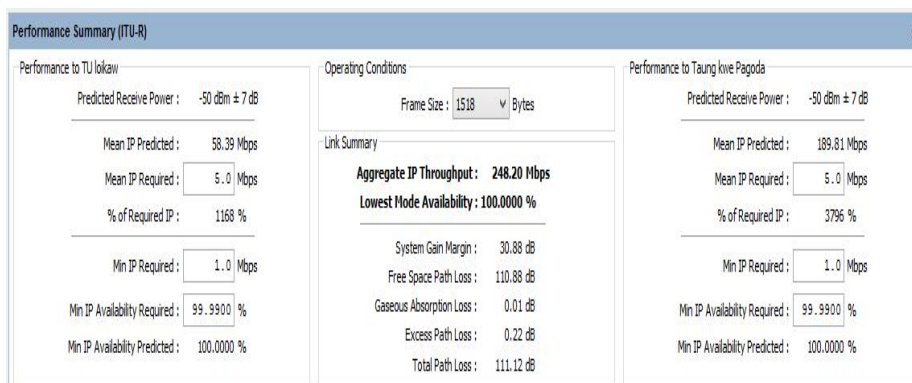 Performance Summary (ITU-R)
Performance to TU loikaw
Predicted Receive Power : -50 dBm ± 7 dB
Mean IP Predicted : 58.39 Mbps
Mean IP Required : 5.0 Mbps
% of Required IP : 1168 %
Min IP Required : 1.0 Mbps
Min IP Availability Required : 99.9900 %
Min IP Availability Predicted : 100.0000 %
Operating Conditions
Frame Size : 1518 Bytes
Link Summary
Aggregate IP Throughput : 248.20 Mbps
Lowest Mode Availability : 100.0000 %
System Gain Margin : 30.88 dB
Free Space Path Loss : 110.88 dB
Gaseous Absorption Loss : 0.01 dB
Excess Path Loss : 0.22 dB
Total Path Loss : 111.12 dB
Performance to Taung kwe Pagoda
Predicted Receive Power : -50 dBm ± 7 dB
Mean IP Predicted : 189.81 Mbps
Mean IP Required : 5.0 Mbps
% of Required IP : 3796 %
Min IP Required : 1.0 Mbps
Min IP Availability Required : 99.9900 %
Min IP Availability Predicted : 100.0000 %